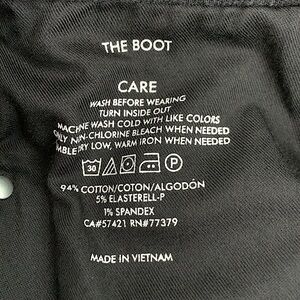 THE BOOT
CARE
WASH BEFORE WEARING
TURN INSIDE OUT
MACHINE WASH COLD WITH LIKE COLORS
ONLY NON-CHLORINE BLEACH WHEN NEEDED
TUMBLE DRY LOW, WARM IRON WHEN NEEDED
30 P
94% COTTON/COTON/ALGODÓN
5% ELASTERELL-P
1% SPANDEX
CA#57421 RN#77379
MADE IN VIETNAM